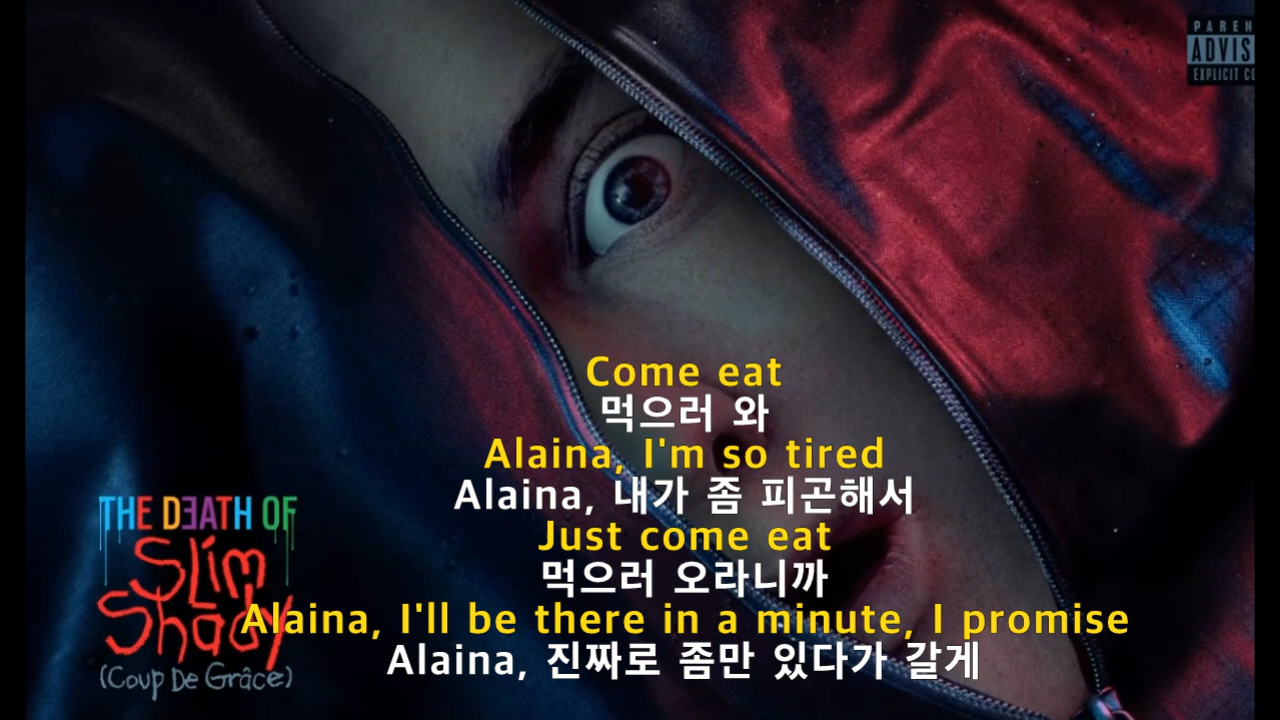 PAREN
ADVIS
EXPLICIT CO
Come eat
먹으러 와
Alaina, I'm so tired
Alaina, 내가 좀 피곤해서
Just come eat
먹으러 오라니까
Alaina, I'll be there in a minute, I promise
Alaina, 진짜로 좀만 있다가 갈게
THE DƎATH OF
Slim
Shady
(Coup De Grâce)